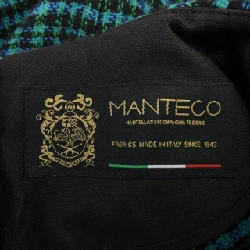 MANTECO
FABRICS MADE IN ITALY SINCE 1943